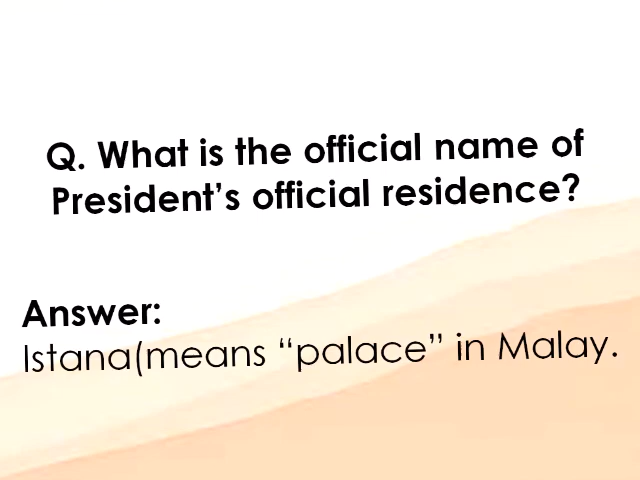 Q. What is the official name of
President’s official residence?
Answer:
Istana(means “palace” in Malay.